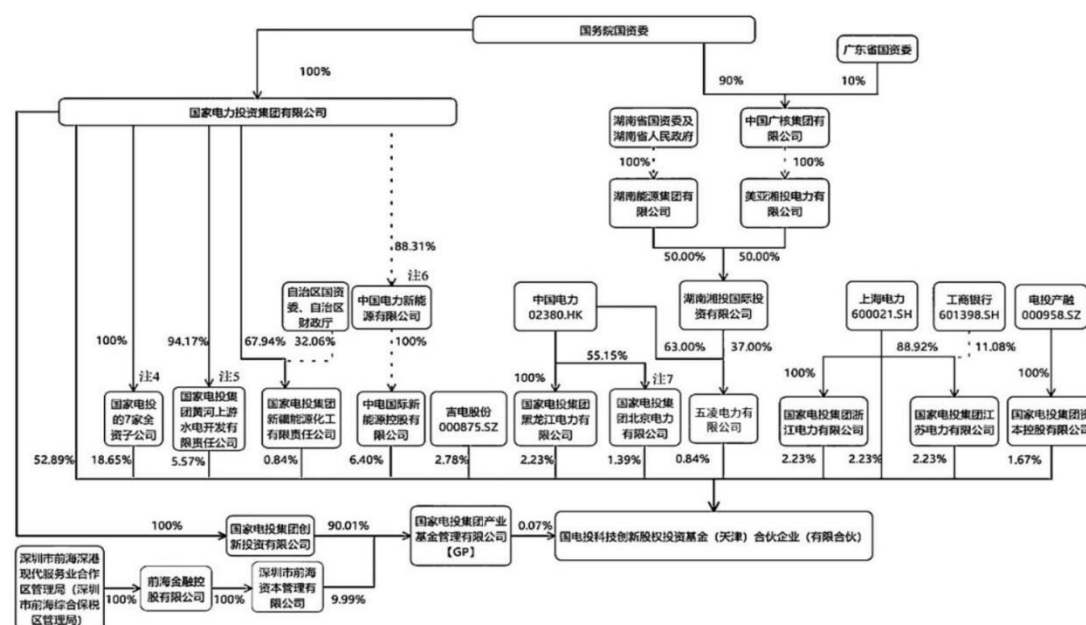 国务院国资委
广东省国资委
100%
90%
10%
国家电力投资集团有限公司
湖南省国资委及
湖南省人民政府
中国广核集团有
限公司
100%
100%
湖南能源集团有
限公司
美亚湘投电力有
限公司
88.31%
50.00%
50.00%
注6
自治区国资
委、自治区
财政厅
中国电力新能
源有限公司
中国电力
02380.HK
湖南湘投国际投
资有限公司
上海电力
600021.SH
工商银行
601398.SH
电投产融
000958.SZ
100%
94.17%
67.94%
32.06%
100%
55.15%
63.00%
37.00%
88.92%
11.08%
注4
注5
100%
注7
100%
100%
国家电投
的7家全
资子公司
国家电投集
团黄河上游
水电开发有
限责任公司
国家电投集团
新疆能源化工
有限责任公司
中电国际新
能源控股有
限公司
吉电股份
000875.SZ
国家电投集团
黑龙江电力有
限公司
国家电投集
团北京电力
有限公司
五凌电力有
限公司
国家电投集团浙
江电力有限公司
国家电投集团江
苏电力有限公司
国家电投集团资
本控股有限公司
52.89%
18.65%
5.57%
0.84%
6.40%
2.78%
2.23%
1.39%
0.84%
2.23%
2.23%
2.23%
1.67%
100%
国家电投集团创
新投资有限公司
90.01%
国家电投集团产业
基金管理有限公司
【GP】
0.07%
国电投科技创新股权投资基金（天津）合伙企业（有限合伙）
深圳市前海深港
现代服务业合作
区管理局（深圳
市前海综合保税
区管理局）
100%
前海金融控
股有限公司
100%
深圳市前海
资本管理有
限公司
9.99%